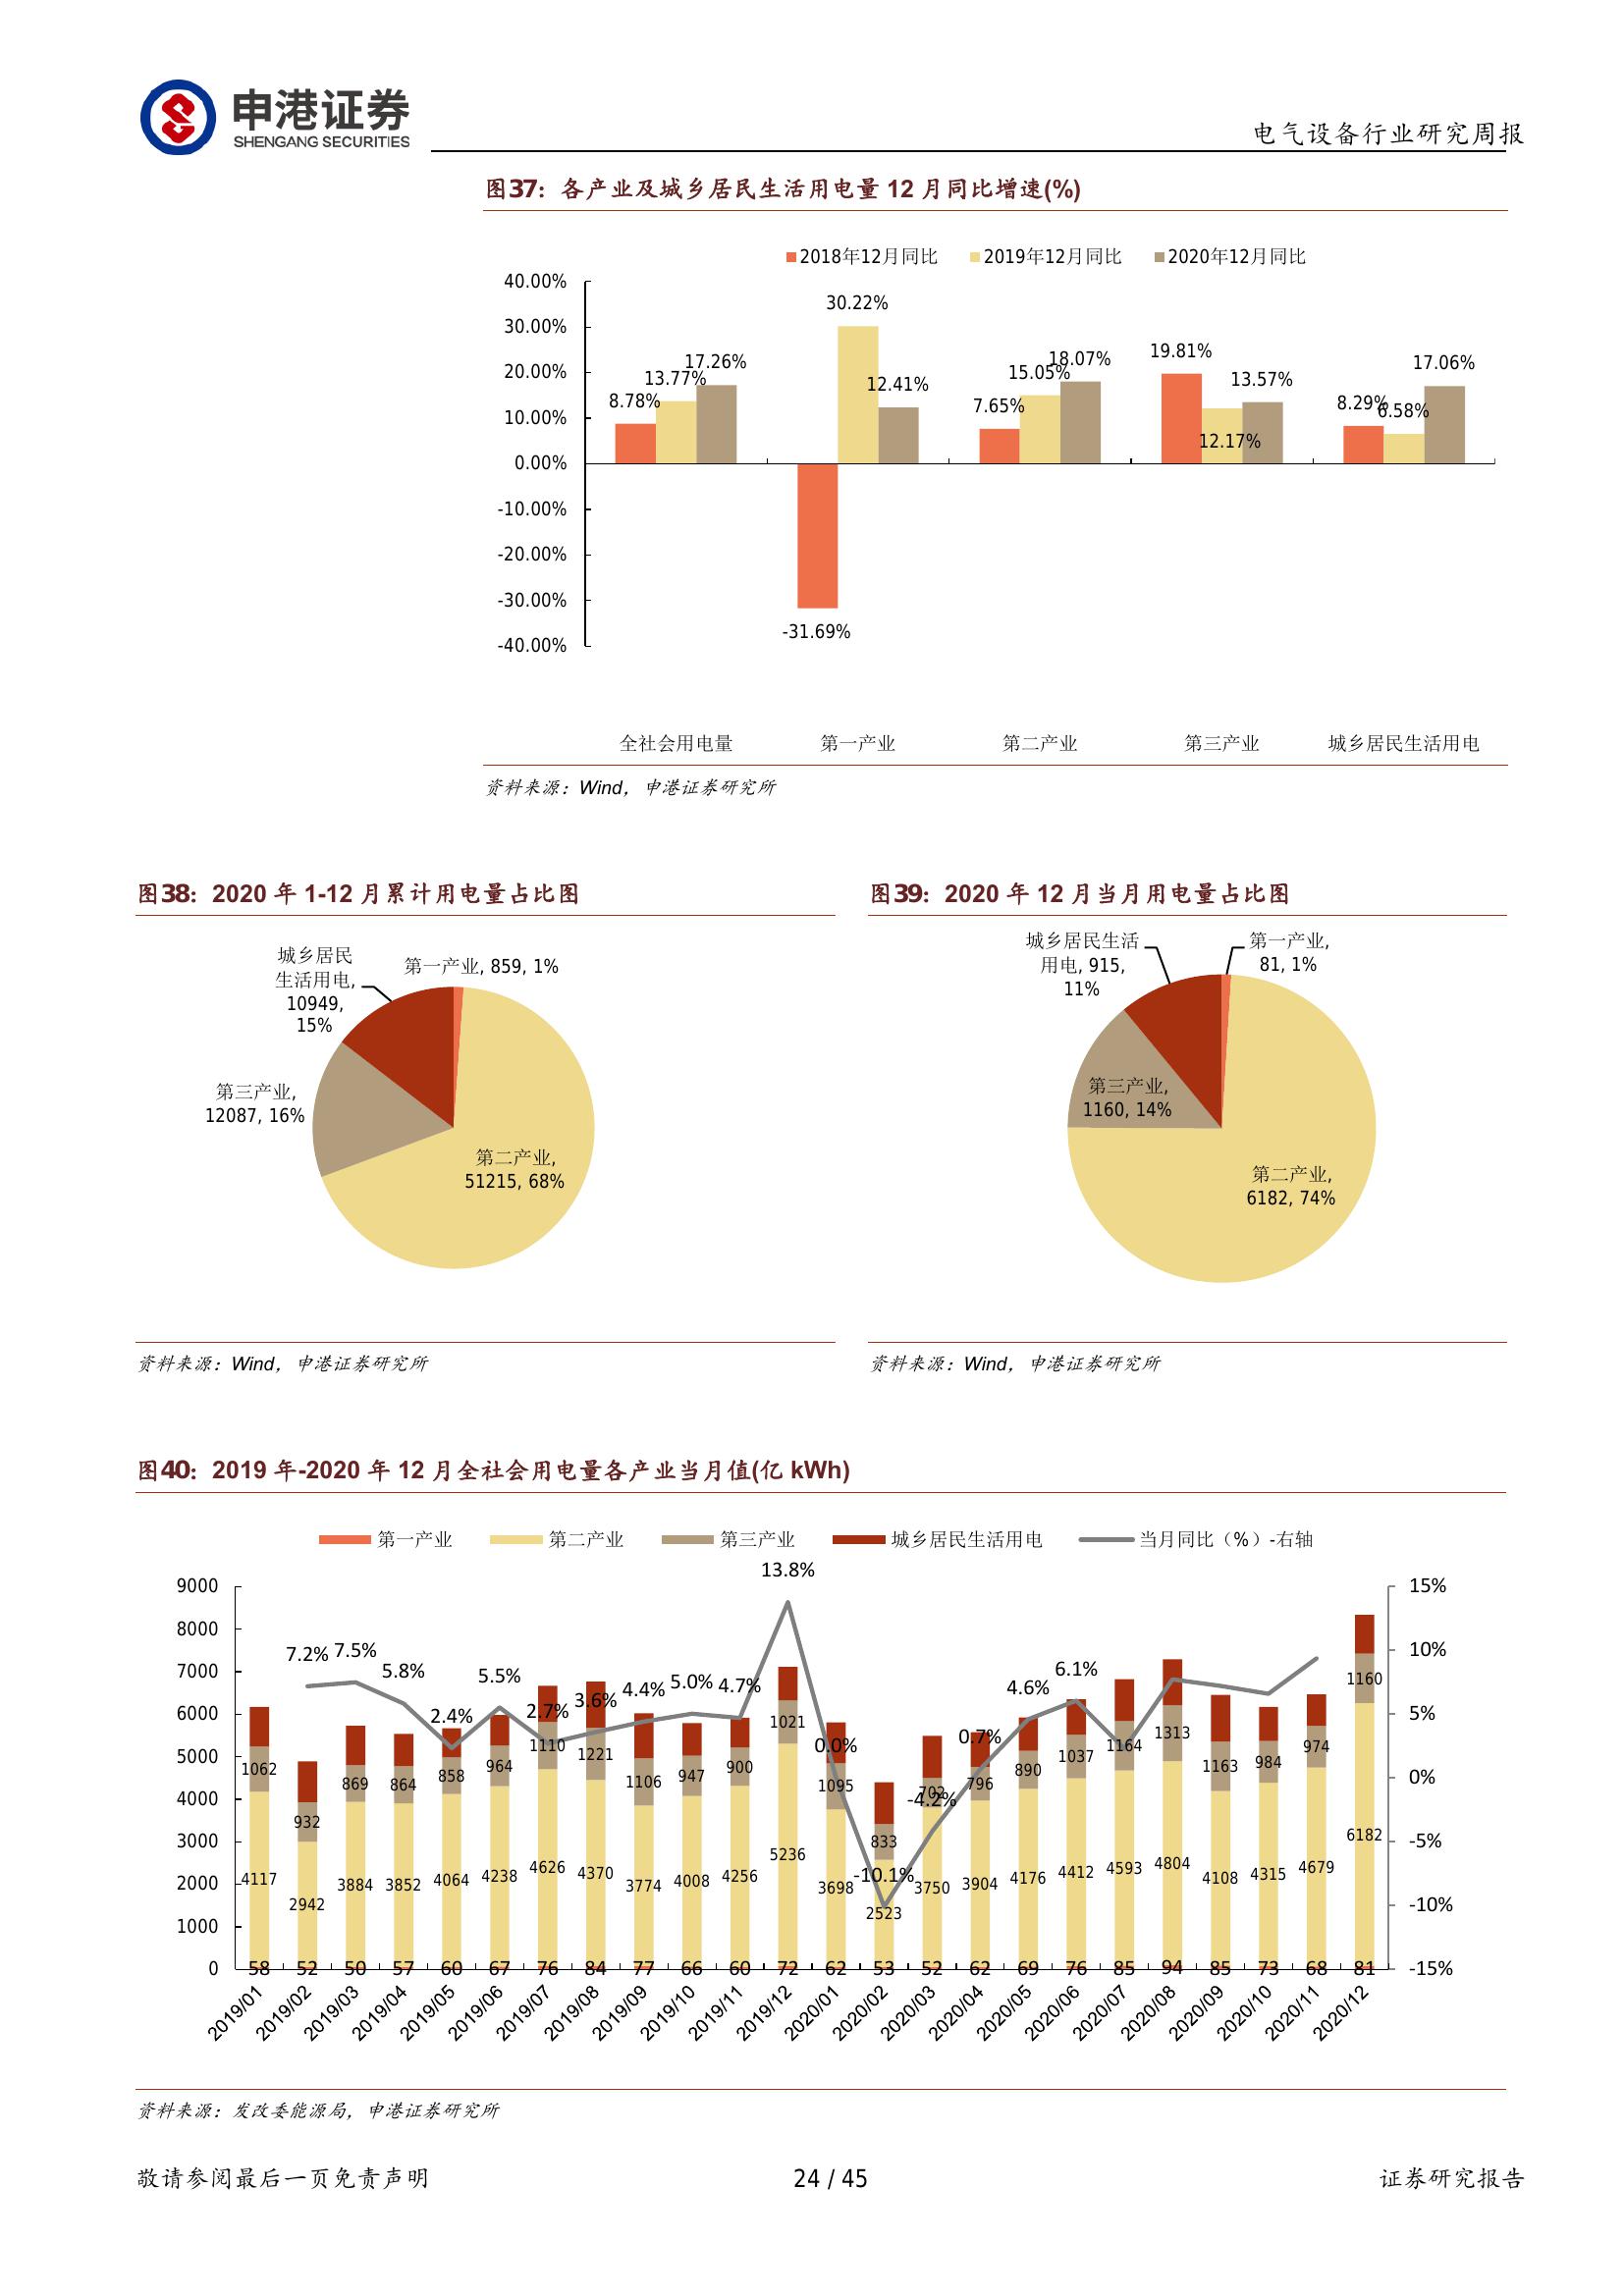 申港证券
SHENGANG SECURITIES
电气设备行业研究周报
图37：各产业及城乡居民生活用电量 12 月同比增速(%)
2018年12月同比 2019年12月同比 2020年12月同比
40.00%
30.00%
20.00%
10.00%
0.00%
-10.00%
-20.00%
-30.00%
-40.00%
8.78% 13.77% 17.26%
-31.69% 30.22% 12.41%
7.65% 15.05% 18.07%
19.81% 12.17% 13.57%
8.29% 6.58% 17.06%
全社会用电量 第一产业 第二产业 第三产业 城乡居民生活用电
资料来源：Wind，申港证券研究所
图38：2020 年 1-12 月累计用电量占比图
城乡居民
生活用电,
10949,
15%
第一产业, 859, 1%
第三产业,
12087, 16%
第二产业,
51215, 68%
资料来源：Wind，申港证券研究所
图39：2020 年 12 月当月用电量占比图
城乡居民生活
用电, 915,
11%
第一产业,
81, 1%
第三产业,
1160, 14%
第二产业,
6182, 74%
资料来源：Wind，申港证券研究所
图40：2019 年-2020 年 12 月全社会用电量各产业当月值(亿 kWh)
第一产业 第二产业 第三产业 城乡居民生活用电 当月同比（%）-右轴
9000
8000
7000
6000
5000
4000
3000
2000
1000
0
15%
10%
5%
0%
-5%
-10%
-15%
7.2% 7.5% 5.8% 2.4% 5.5% 2.7% 3.6% 4.4% 5.0% 4.7% 13.8% 0.0% -10.1% -4.2% 0.7% 4.6% 6.1%
1062 932 869 864 858 964 1110 1221 1106 947 900 1021 1095 833 702 796 890 1037 1164 1313 1163 984 974 1160
4117 2942 3884 3852 4064 4238 4626 4370 3774 4008 4256 5236 3698 2523 3750 3904 4176 4412 4593 4804 4108 4315 4679 6182
58 52 50 57 60 67 76 84 77 66 60 72 62 53 52 62 69 76 85 94 85 73 68 81
2019/01 2019/02 2019/03 2019/04 2019/05 2019/06 2019/07 2019/08 2019/09 2019/10 2019/11 2019/12 2020/01 2020/02 2020/03 2020/04 2020/05 2020/06 2020/07 2020/08 2020/09 2020/10 2020/11 2020/12
资料来源：发改委能源局，申港证券研究所
敬请参阅最后一页免责声明
24 / 45
证券研究报告